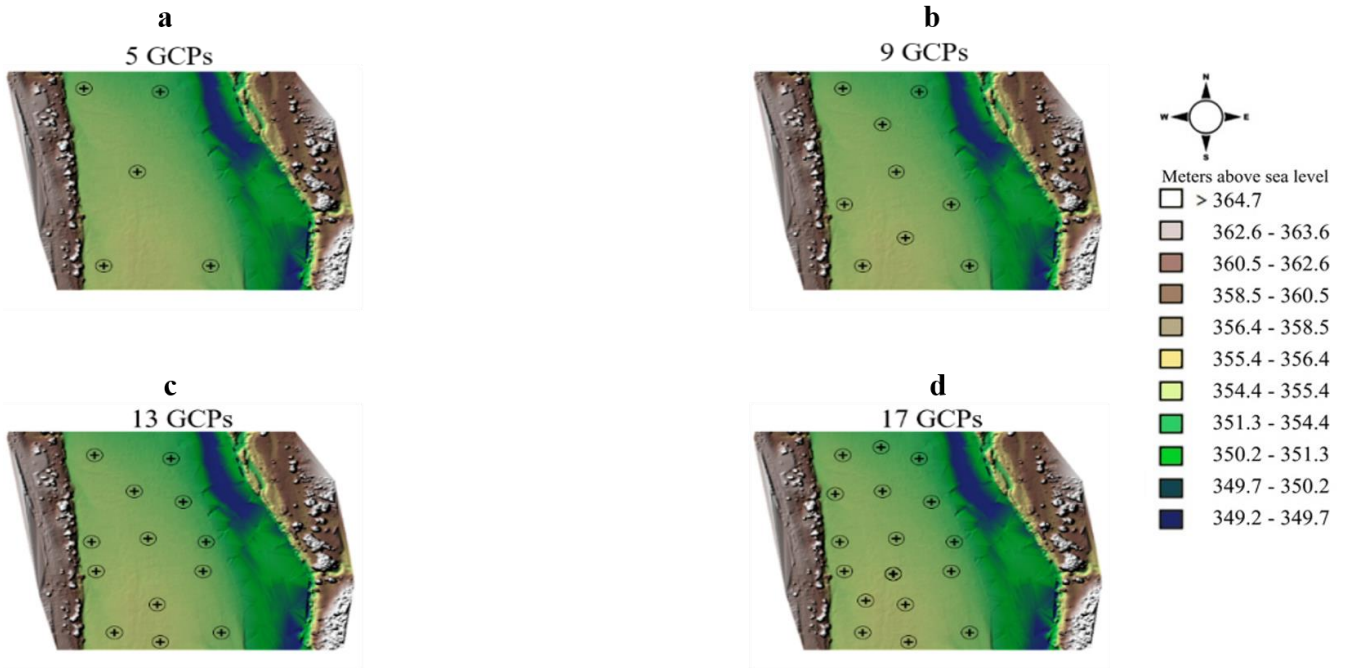 a
5 GCPs
b
9 GCPs
c
13 GCPs
d
17 GCPs
N
W E
S
Meters above sea level
> 364.7
362.6 - 363.6
360.5 - 362.6
358.5 - 360.5
356.4 - 358.5
355.4 - 356.4
354.4 - 355.4
351.3 - 354.4
350.2 - 351.3
349.7 - 350.2
349.2 - 349.7